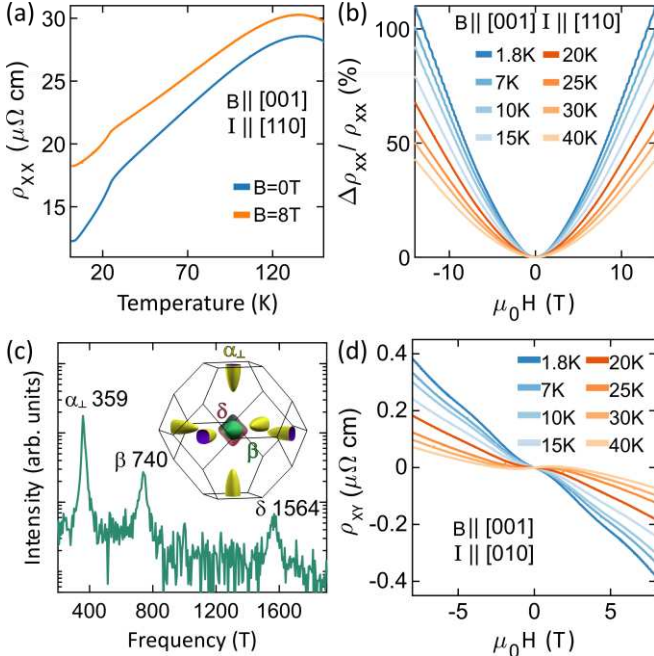 (a)
30
25
20
15
ρXX (μΩ cm)
B|| [001]
I || [110]
B=0T
B=8T
20 70 120
Temperature (K)
(b)
100
50
0
Δρxx/ ρxx (%)
B|| [001] I || [110]
1.8K 20K
7K 25K
10K 30K
15K 40K
-10 0 10
μ0H (T)
(c)
Intensity (arb. units)
α⊥ 359
β 740
δ 1564
α⊥
δ
β
400 800 1200 1600
Frequency (T)
(d)
0.4
0.2
0
-0.2
-0.4
ρXY (μΩ cm)
1.8K 20K
7K 25K
10K 30K
15K 40K
B|| [001]
I || [010]
-5 0 5
μ0H (T)